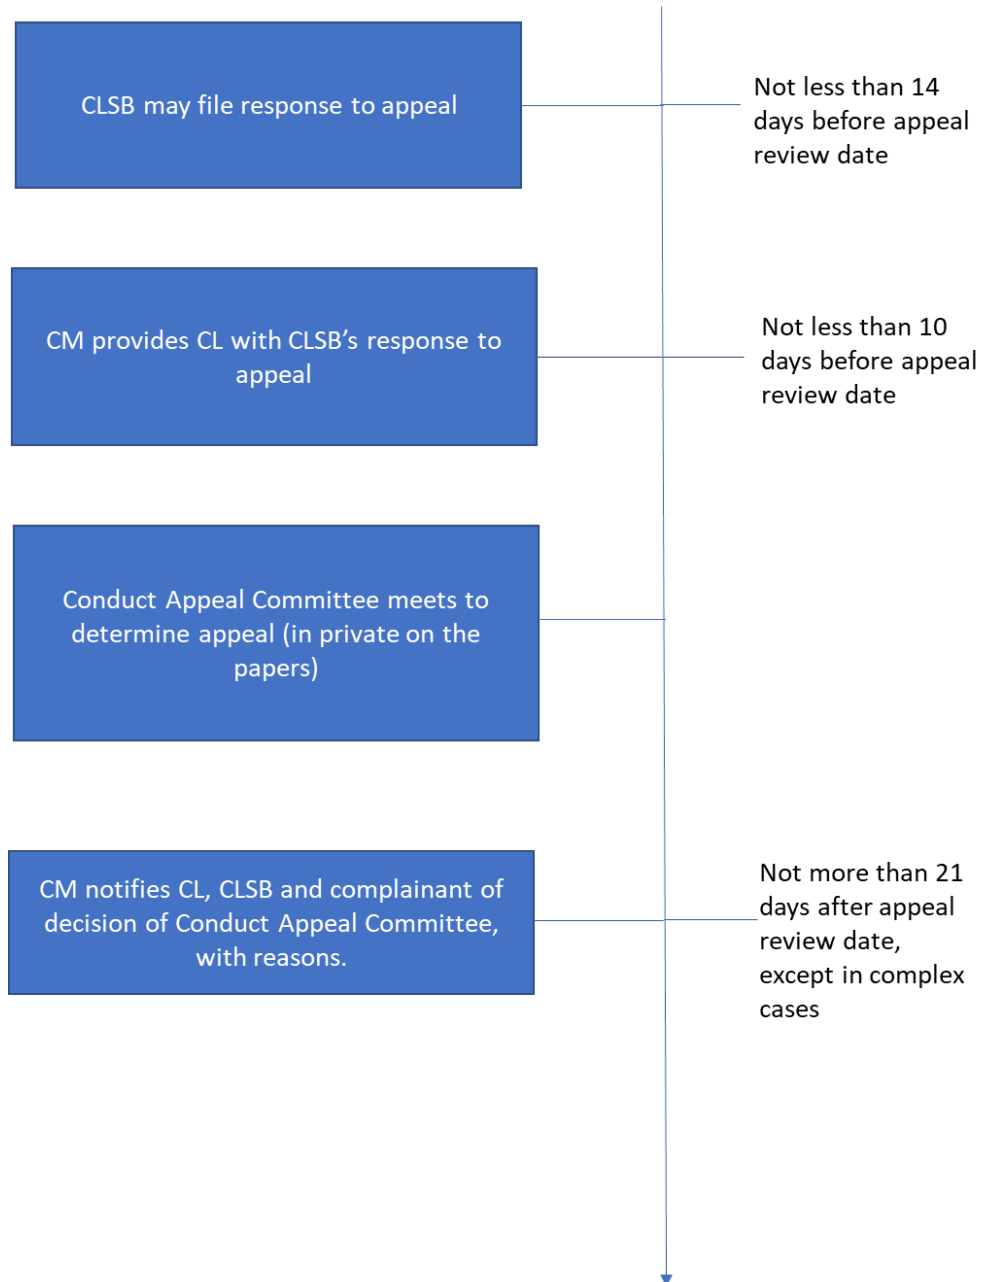 CLSB may file response to appeal
Not less than 14
days before appeal
review date
CM provides CL with CLSB’s response to
appeal
Not less than 10
days before appeal
review date
Conduct Appeal Committee meets to
determine appeal (in private on the
papers)
CM notifies CL, CLSB and complainant of
decision of Conduct Appeal Committee,
with reasons.
Not more than 21
days after appeal
review date,
except in complex
cases